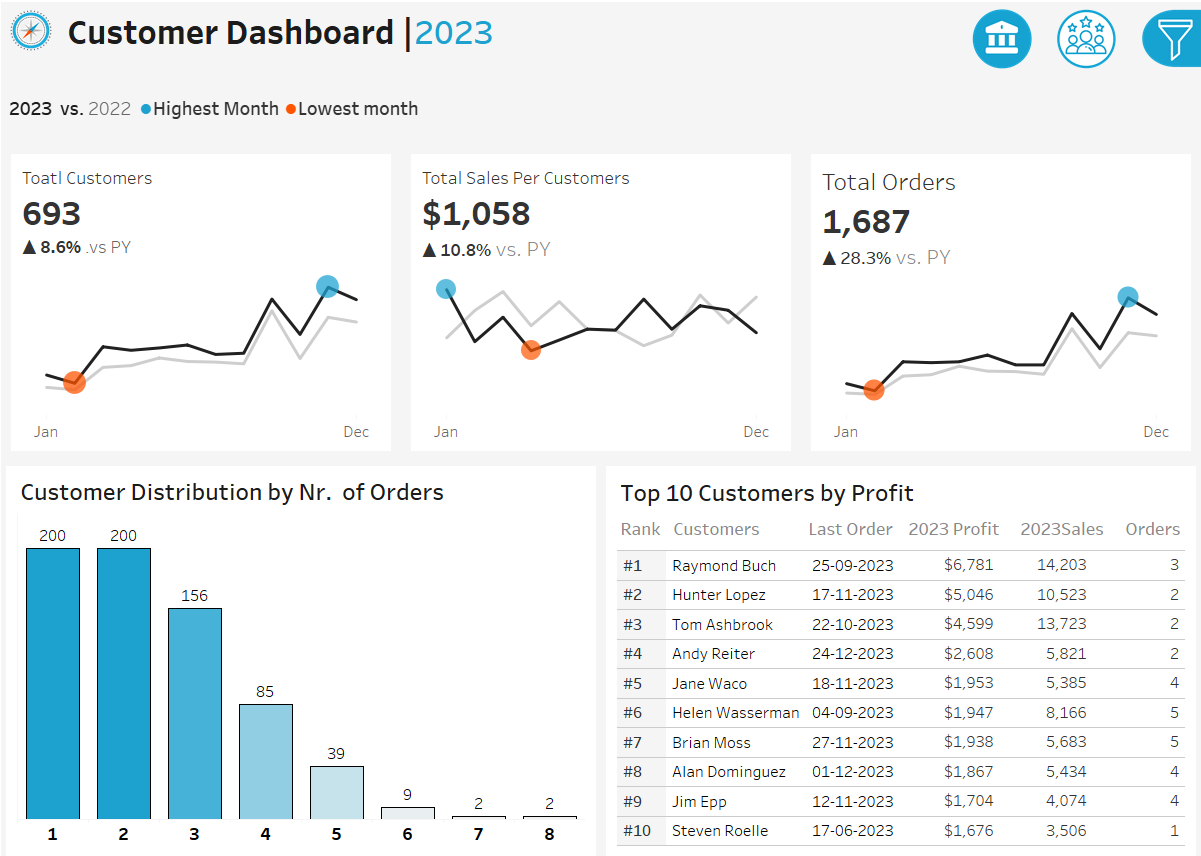 Customer Dashboard |2023
2023 vs. 2022 Highest Month Lowest month
Toatl Customers
693
▲ 8.6% .vs PY
Jan Dec
Total Sales Per Customers
$1,058
▲ 10.8% vs. PY
Jan Dec
Total Orders
1,687
▲ 28.3% vs. PY
Jan Dec
Customer Distribution by Nr. of Orders
200 200 156 85 39 9 2 2
1 2 3 4 5 6 7 8
Top 10 Customers by Profit
Rank Customers Last Order 2023 Profit 2023Sales Orders
#1 Raymond Buch 25-09-2023 $6,781 14,203 3
#2 Hunter Lopez 17-11-2023 $5,046 10,523 2
#3 Tom Ashbrook 22-10-2023 $4,599 13,723 2
#4 Andy Reiter 24-12-2023 $2,608 5,821 2
#5 Jane Waco 18-11-2023 $1,953 5,385 4
#6 Helen Wasserman 04-09-2023 $1,947 8,166 5
#7 Brian Moss 27-11-2023 $1,938 5,683 5
#8 Alan Dominguez 01-12-2023 $1,867 5,434 4
#9 Jim Epp 12-11-2023 $1,704 4,074 4
#10 Steven Roelle 17-06-2023 $1,676 3,506 1